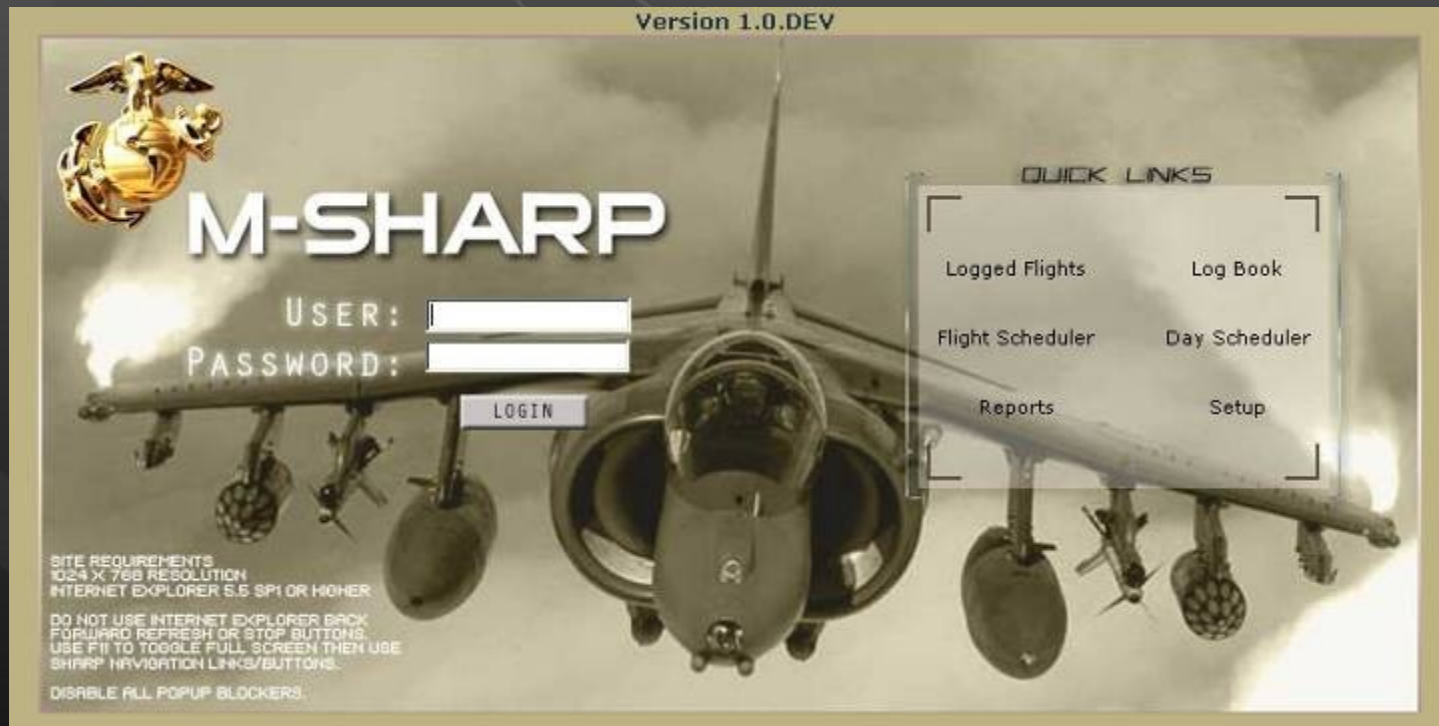 Version 1.0.DEV
M-SHARP
USER:
PASSWORD:
LOGIN
QUICK LINKS
Logged Flights Log Book
Flight Scheduler Day Scheduler
Reports Setup
SITE REQUIREMENTS
1024 X 768 RESOLUTION
INTERNET EXPLORER 5.5 SP1 OR HIGHER
DO NOT USE INTERNET EXPLORER BACK
FORWARD REFRESH OR STOP BUTTONS.
USE F11 TO TOGGLE FULL SCREEN THEN USE
SHARP NAVIGATION LINKS/BUTTONS.
DISABLE ALL POPUP BLOCKERS.